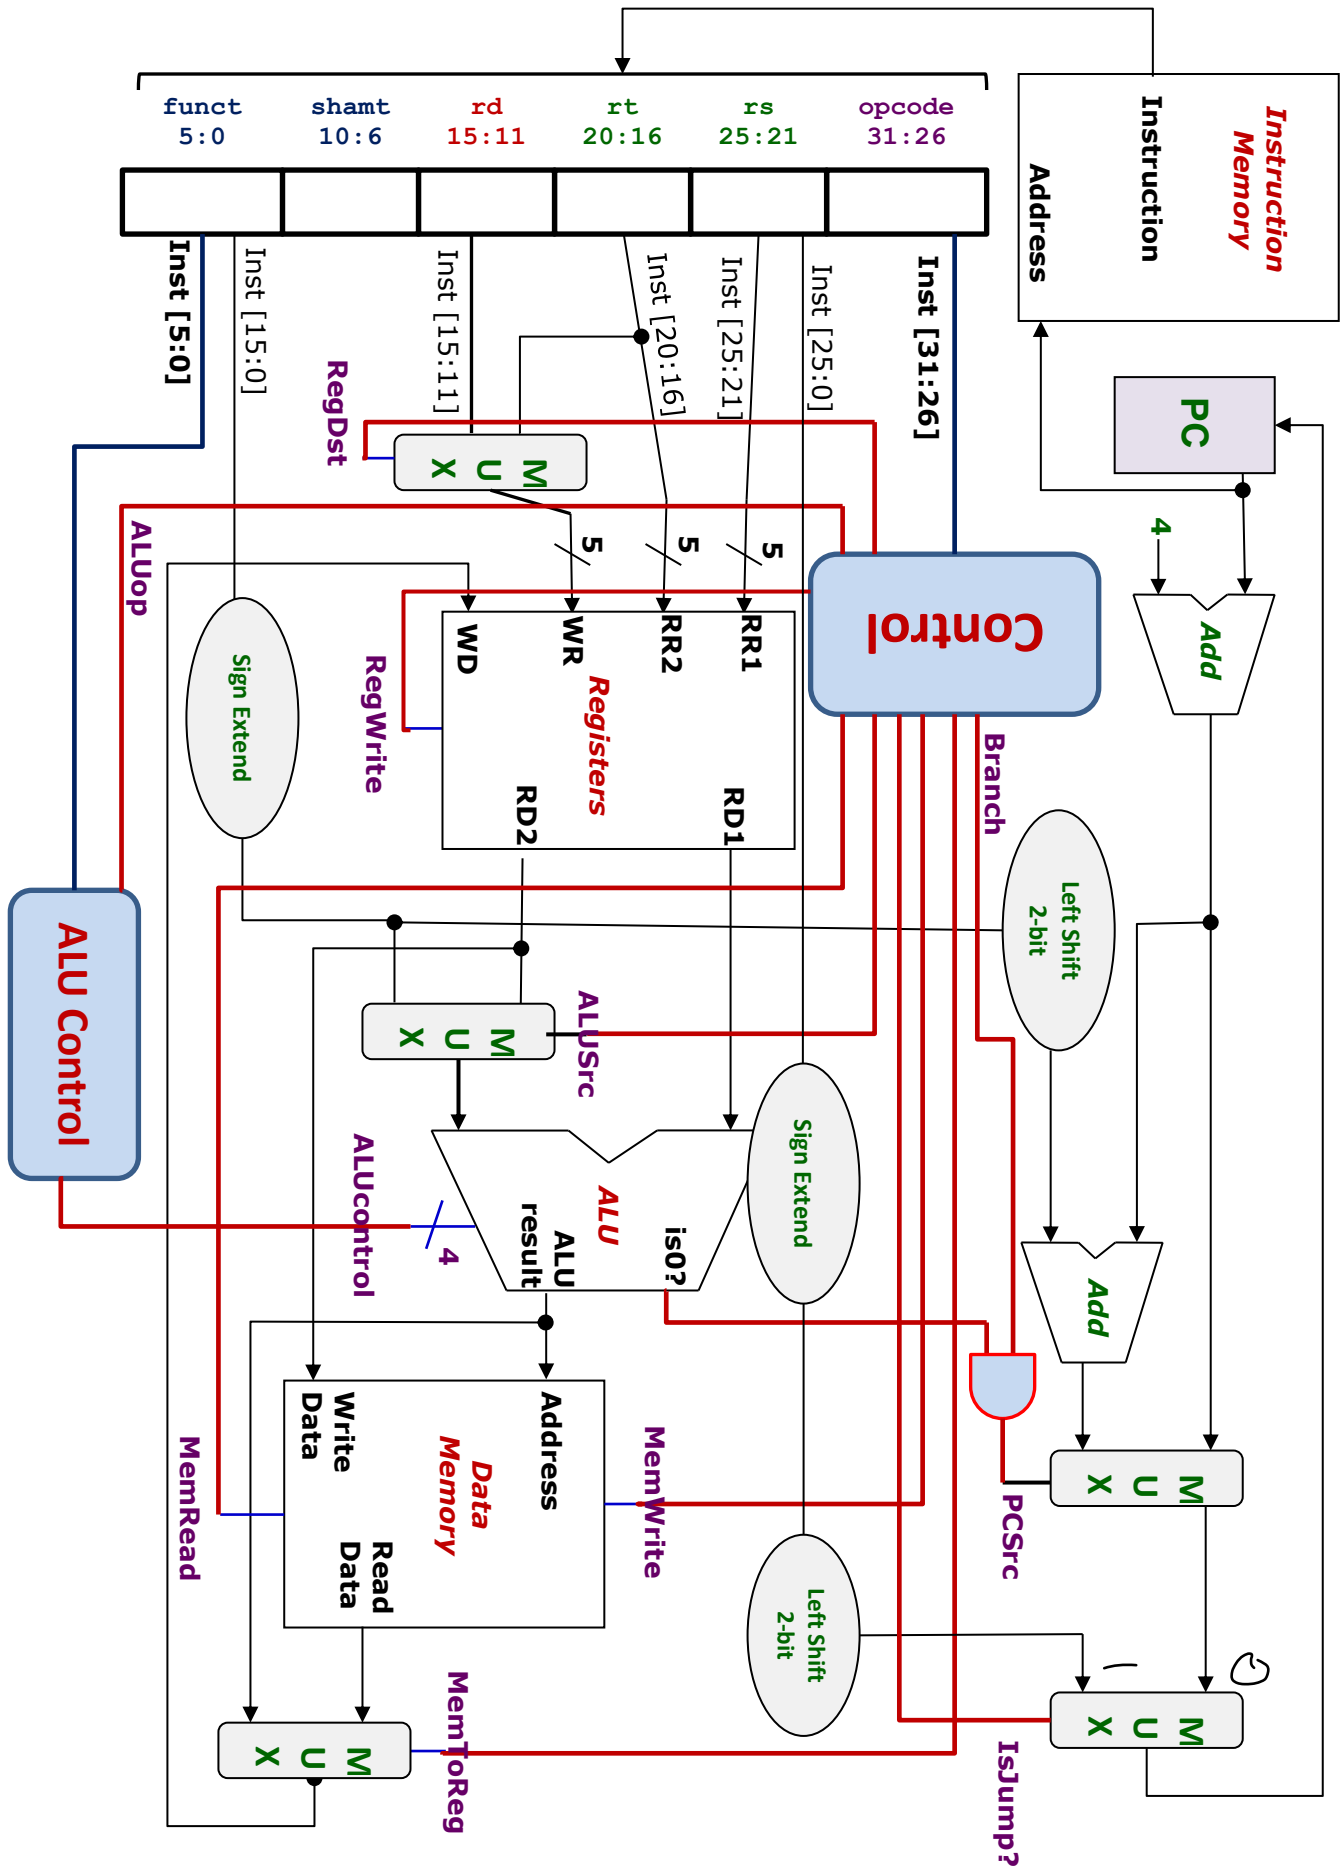 Instruction
Memory
Instruction
Address
funct
5:0
shamt
10:6
rd
15:11
rt
20:16
rs
25:21
opcode
31:26
Inst [5:0]
Inst [15:0]
Inst [15:11]
Inst [20:16]
Inst [25:21]
Inst [25:0]
Inst [31:26]
PC
4
Add
RegDst
M
U
X
5
5
5
ALUop
Control
RR1
RR2
WR
WD
Registers
RD1
RD2
RegWrite
Sign Extend
Branch
Left Shift
2-bit
ALU Control
M
U
X
ALUSrc
ALU
is0?
ALU
result
4
ALUcontrol
Sign Extend
Add
Address
Write
Data
Data
Memory
Read
Data
MemWrite
MemRead
M
U
X
PCSrc
Left Shift
2-bit
1
0
M
U
X
IsJump?
M
U
X
MemToReg